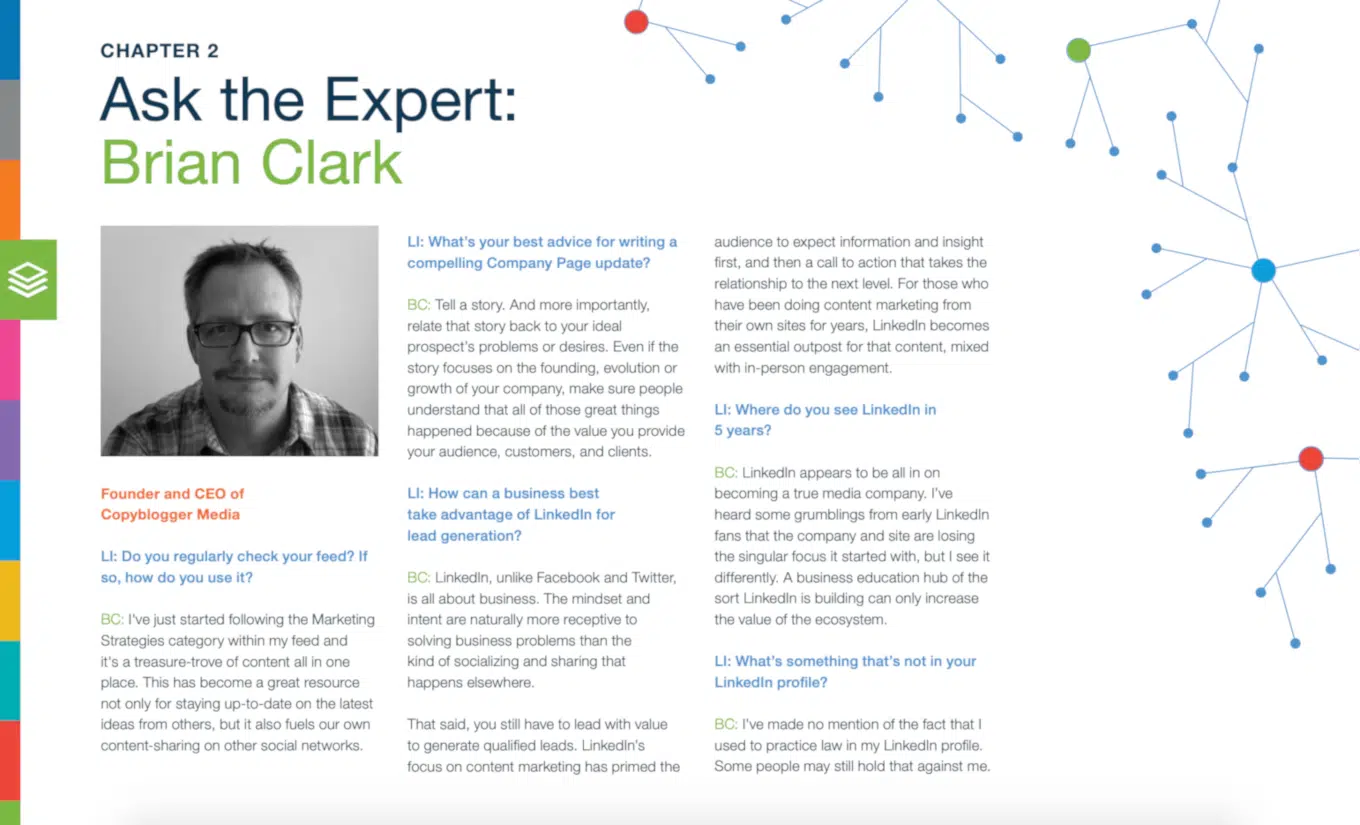 CHAPTER 2
Ask the Expert:
Brian Clark
Founder and CEO of
Copyblogger Media
LI: Do you regularly check your feed? If
so, how do you use it?
BC: I've just started following the Marketing
Strategies category within my feed and
it's a treasure-trove of content all in one
place. This has become a great resource
not only for staying up-to-date on the latest
ideas from others, but it also fuels our own
content-sharing on other social networks.
LI: What's your best advice for writing a
compelling Company Page update?
BC: Tell a story. And more importantly,
relate that story back to your ideal
prospect's problems or desires. Even if the
story focuses on the founding, evolution or
growth of your company, make sure people
understand that all of those great things
happened because of the value you provide
your audience, customers, and clients.
LI: How can a business best
take advantage of LinkedIn for
lead generation?
BC: LinkedIn, unlike Facebook and Twitter,
is all about business. The mindset and
intent are naturally more receptive to
solving business problems than the
kind of socializing and sharing that
happens elsewhere.
That said, you still have to lead with value
to generate qualified leads. LinkedIn's
focus on content marketing has primed the
audience to expect information and insight
first, and then a call to action that takes the
relationship to the next level. For those who
have been doing content marketing from
their own sites for years, LinkedIn becomes
an essential outpost for that content, mixed
with in-person engagement.
LI: Where do you see LinkedIn in
5 years?
BC: LinkedIn appears to be all in on
becoming a true media company. I've
heard some grumblings from early LinkedIn
fans that the company and site are losing
the singular focus it started with, but I see it
differently. A business education hub of the
sort LinkedIn is building can only increase
the value of the ecosystem.
LI: What's something that's not in your
LinkedIn profile?
BC: I've made no mention of the fact that I
used to practice law in my LinkedIn profile.
Some people may still hold that against me.